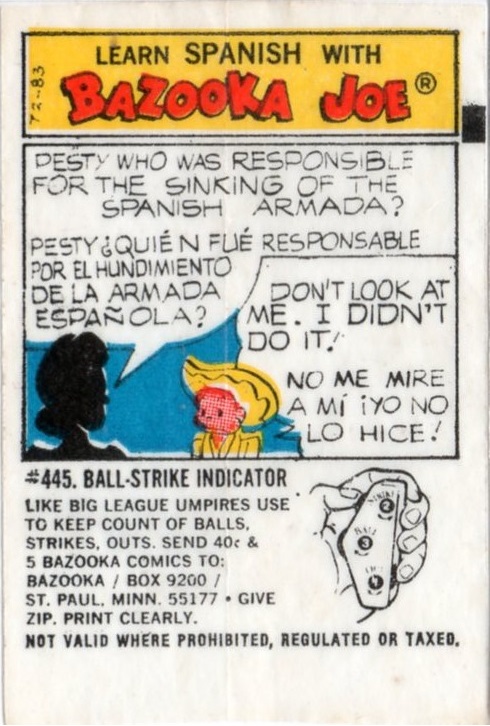 LEARN SPANISH WITH
BAZOOKA JOE®
72-83
PESTY WHO WAS RESPONSIBLE
FOR THE SINKING OF THE
SPANISH ARMADA?
PESTY ¿QUIÉN FUÉ RESPONSABLE
POR EL HUNDIMIENTO
DE LA ARMADA
ESPAÑOLA?
DON'T LOOK AT
ME. I DIDN'T
DO IT!
NO ME MIRE
A MÍ ¡YO NO
LO HICE!
#445. BALL-STRIKE INDICATOR
LIKE BIG LEAGUE UMPIRES USE
TO KEEP COUNT OF BALLS,
STRIKES, OUTS. SEND 40¢ &
5 BAZOOKA COMICS TO:
BAZOOKA / BOX 9200 /
ST. PAUL, MINN. 55177 • GIVE
ZIP. PRINT CLEARLY.
NOT VALID WHERE PROHIBITED, REGULATED OR TAXED.
STRIKE
2
BALL
3